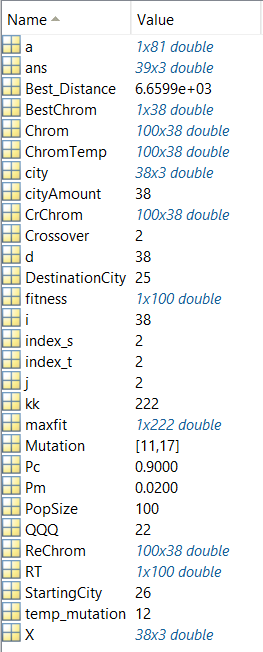 Name Value
a 1x81 double
ans 39x3 double
Best_Distance 6.6599e+03
BestChrom 1x38 double
Chrom 100x38 double
ChromTemp 100x38 double
city 38x3 double
cityAmount 38
CrChrom 100x38 double
Crossover 2
d 38
DestinationCity 25
fitness 1x100 double
i 38
index_s 2
index_t 2
j 2
kk 222
maxfit 1x222 double
Mutation [11,17]
Pc 0.9000
Pm 0.0200
PopSize 100
QQQ 22
ReChrom 100x38 double
RT 1x100 double
StartingCity 26
temp_mutation 12
X 38x3 double